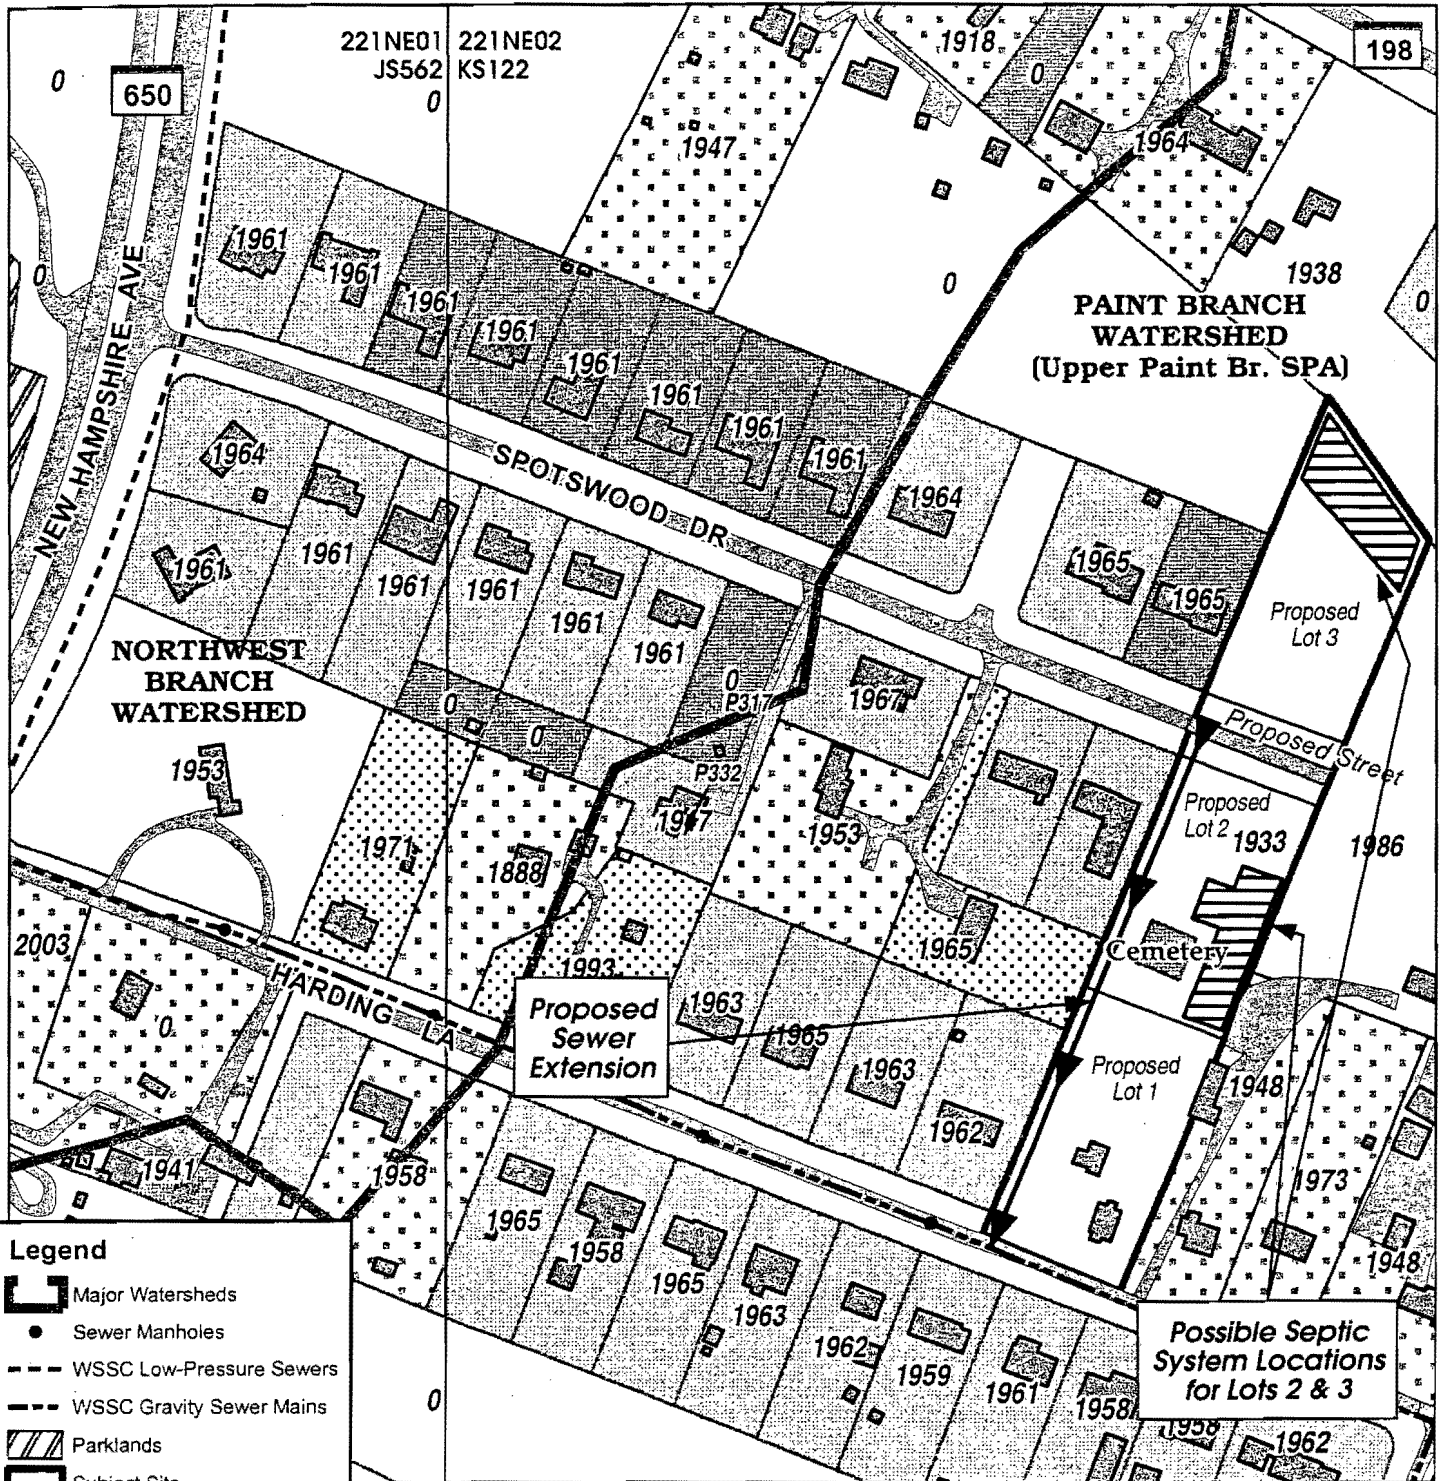 221NE01 221NE02
JS562 KS122
650
198
0
0
0
0
0
0
1918
1947
1964
1938
PAINT BRANCH
WATERSHED
(Upper Paint Br. SPA)
NEW HAMPSHIRE AVE
1961
1961
1961
1961
1961
1961
1961
1961
1964
SPOTSWOOD DR
1964
1961
1961
1961
1961
1961
1961
1965
1965
Proposed
Lot 3
NORTHWEST
BRANCH
WATERSHED
0
0
0
P317
P332
1967
Proposed Street
1953
1971
1888
1953
Proposed
Lot 2
1933
1986
1965
Cemetery
2003
0
HARDING LA
1993
Proposed
Sewer
Extension
1963
1965
1963
1962
Proposed
Lot 1
1948
1973
1948
1941
1958
1965
1958
1965
1963
1962
1959
1961
1958
1958
1962
0
0
Possible Septic
System Locations
for Lots 2 & 3
Legend
Major Watersheds
Sewer Manholes
WSSC Low-Pressure Sewers
WSSC Gravity Sewer Mains
Parklands
Subject Site